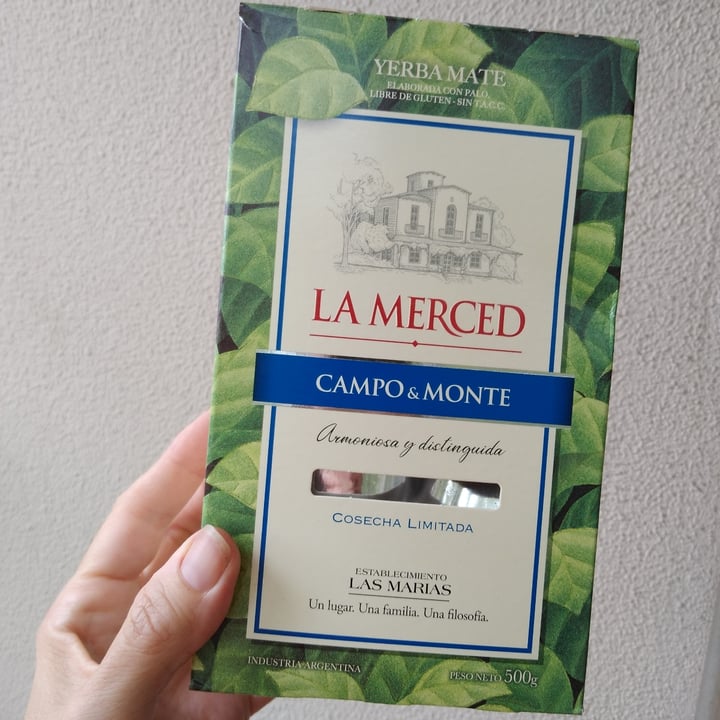 YERBA MATE
ELABORADA CON PALO.
LIBRE DE GLUTEN - SIN T.A.C.C.
LA MERCED
CAMPO & MONTE
Armoniosa y distinguida
COSECHA LIMITADA
ESTABLECIMIENTO
LAS MARIAS
Un lugar. Una familia. Una filosofía.
INDUSTRIA ARGENTINA
PESO NETO 500g